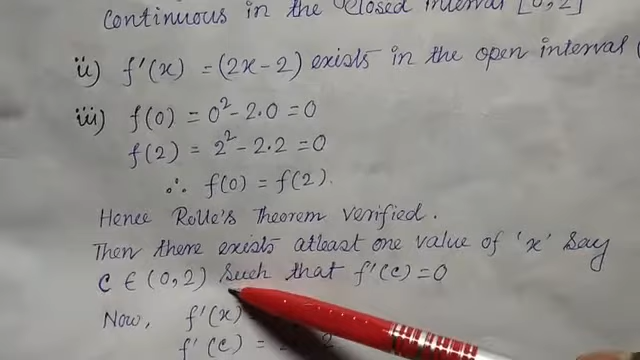 continuous in the closed interval [0,2]
ii) f'(x) = (2x-2) exists in the open interval (
iii) f(0) = 0²-2.0 = 0
f(2) = 2²-2.2 = 0
∴ f(0) = f(2).
Hence Rolle's Theorem verified.
Then there exists atleast one value of 'x' say
c ∈ (0,2) such that f'(c) = 0
Now, f'(x)
f'(c) =